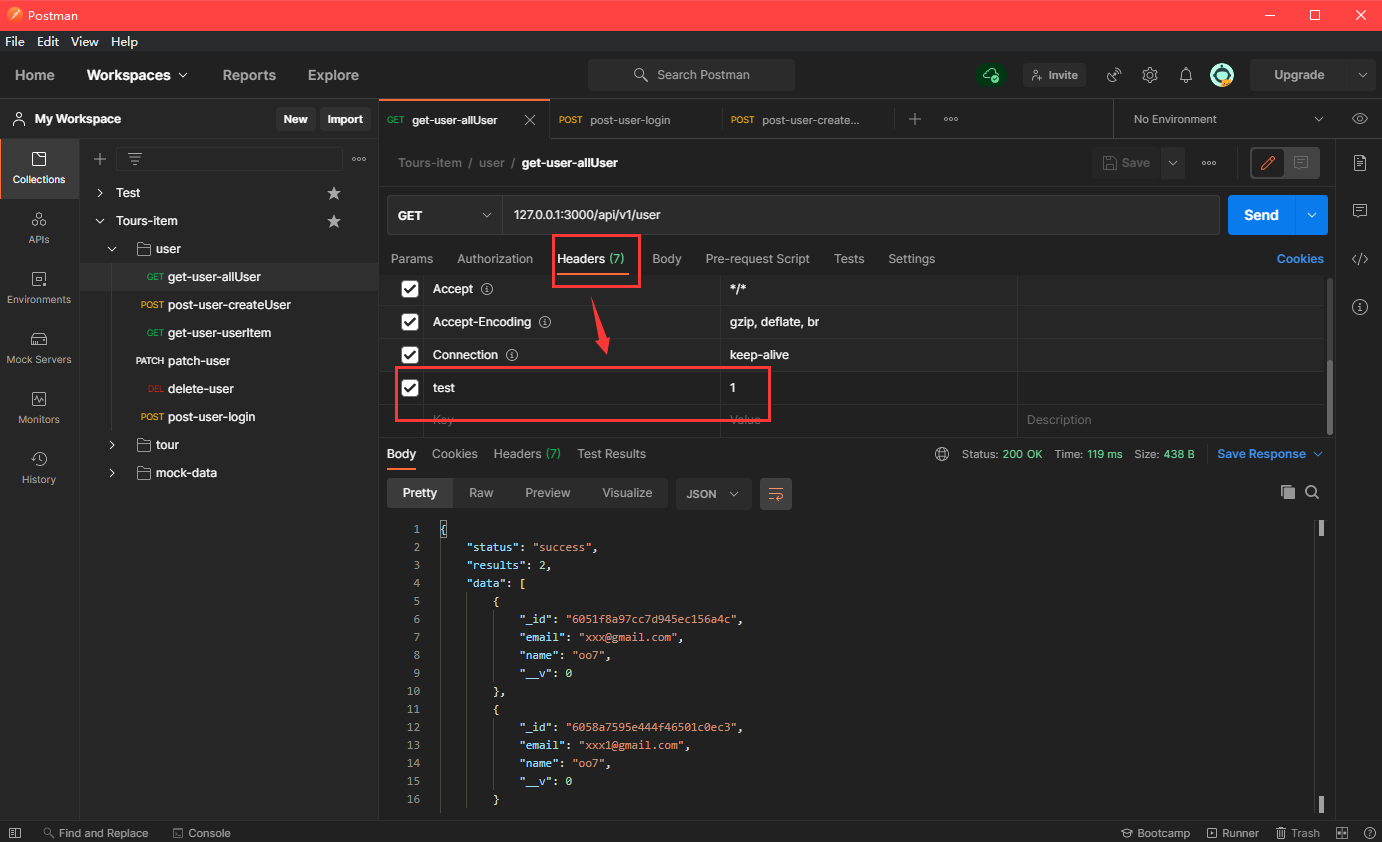 Postman
File Edit View Help
Home Workspaces Reports Explore Search Postman Invite Upgrade
My Workspace New Import
GET get-user-allUser POST post-user-login POST post-user-create... No Environment
Collections
APIs
Environments
Mock Servers
Monitors
History
Test
Tours-item
user
GET get-user-allUser
POST post-user-createUser
GET get-user-userItem
PATCH patch-user
DEL delete-user
POST post-user-login
tour
mock-data
Tours-item / user / get-user-allUser Save
GET 127.0.0.1:3000/api/v1/user Send
Params Authorization Headers (7) Body Pre-request Script Tests Settings Cookies
Accept */*
Accept-Encoding gzip, deflate, br
Connection keep-alive
test 1
Key Value Description
Body Cookies Headers (7) Test Results Status: 200 OK Time: 119 ms Size: 438 B Save Response
Pretty Raw Preview Visualize JSON
1 {
2 "status": "success",
3 "results": 2,
4 "data": [
5 {
6 "_id": "6051f8a97cc7d945ec156a4c",
7 "email": "xxx@gmail.com",
8 "name": "oo7",
9 "__v": 0
10 },
11 {
12 "_id": "6058a7595e444f46501c0ec3",
13 "email": "xxx1@gmail.com",
14 "name": "oo7",
15 "__v": 0
16 }
Find and Replace Console Bootcamp Runner Trash